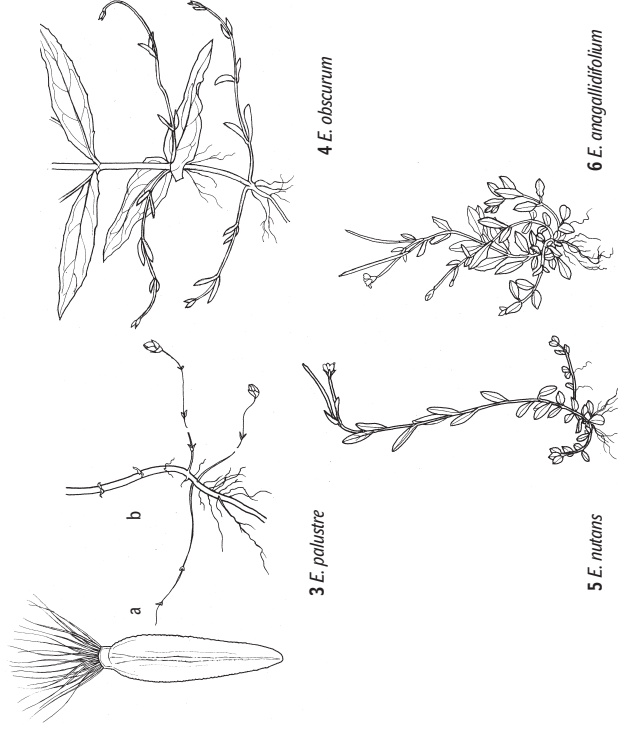 a
b
3 E. palustre
4 E. obscurum
5 E. nutans
6 E. anagallidifolium